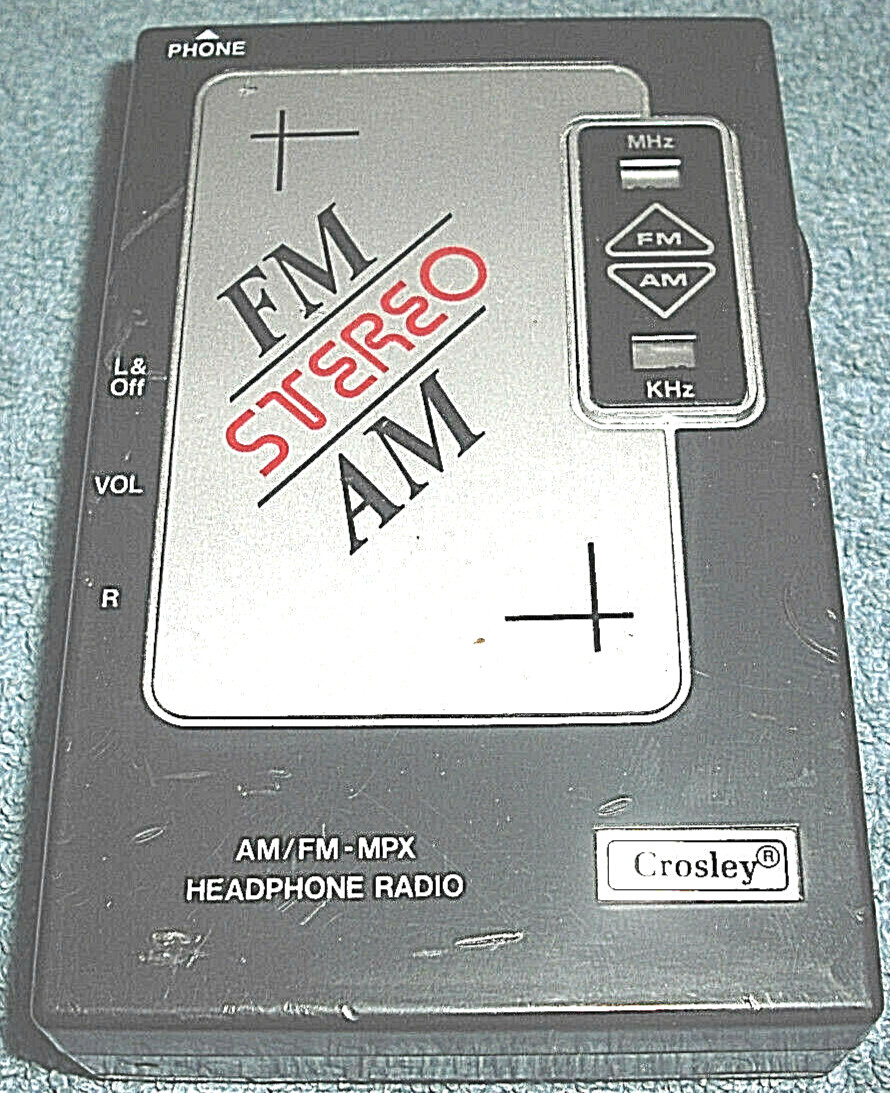 PHONE
MHz
FM
AM
KHz
FM
STEREO
AM
L&
Off
VOL
R
AM/FM-MPX
HEADPHONE RADIO
Crosley®